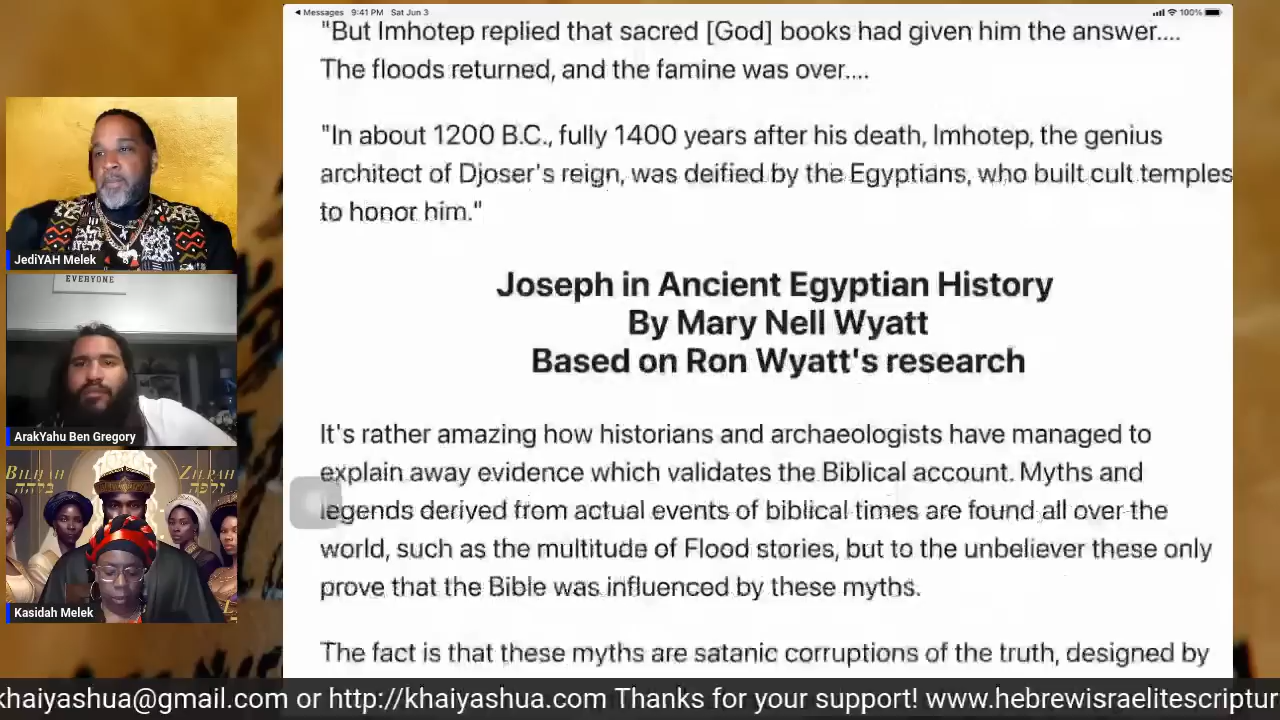 Messages 9:41 PM Sat Jun 3
100%
"But Imhotep replied that sacred [God] books had given him the answer....
The floods returned, and the famine was over....
"In about 1200 B.C., fully 1400 years after his death, Imhotep, the genius
architect of Djoser's reign, was deified by the Egyptians, who built cult temples
to honor him."
Joseph in Ancient Egyptian History
By Mary Nell Wyatt
Based on Ron Wyatt's research
It's rather amazing how historians and archaeologists have managed to
explain away evidence which validates the Biblical account. Myths and
legends derived from actual events of biblical times are found all over the
world, such as the multitude of Flood stories, but to the unbeliever these only
prove that the Bible was influenced by these myths.
The fact is that these myths are satanic corruptions of the truth, designed by
JediYAH Melek
EVERYONE
ArakYahu Ben Gregory
BILHAH
בלהה
ZILPAH
זלפה
Kasidah Melek
khaiyashua@gmail.com or http://khaiyashua.com Thanks for your support! www.hebrewisraelitescriptur